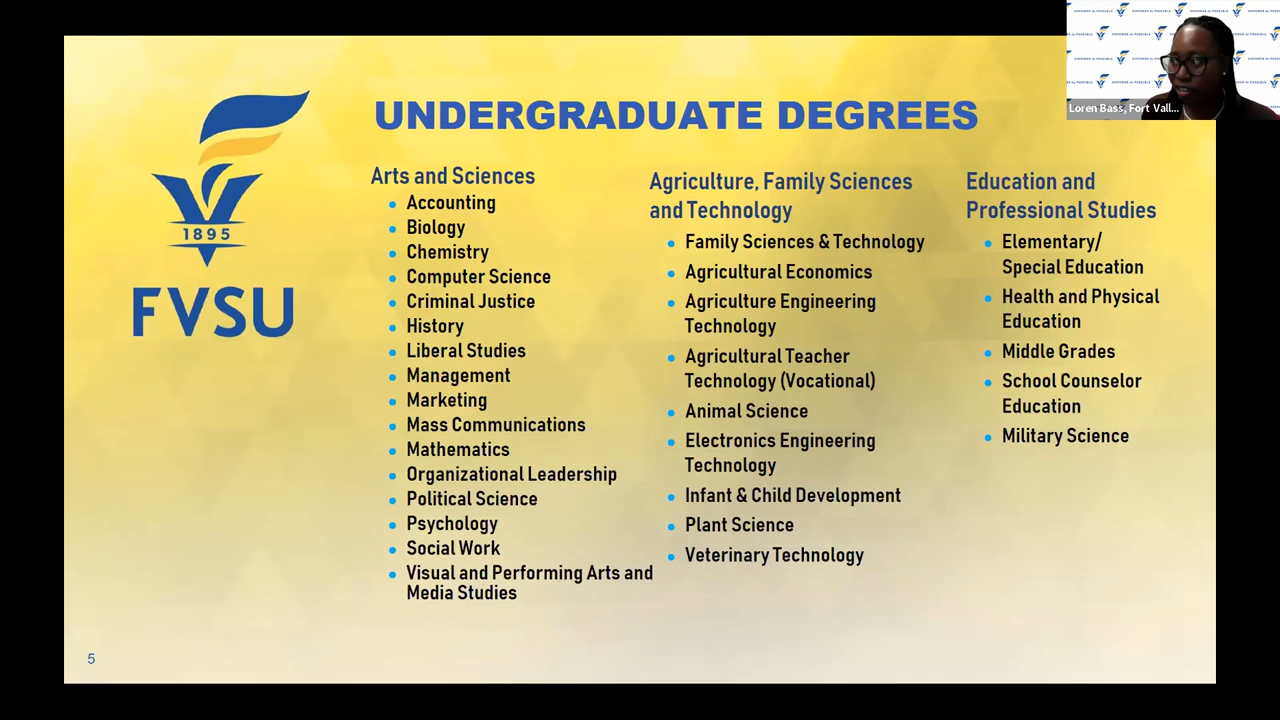 UNDERGRADUATE DEGREES
1895
FVSU
Arts and Sciences
Accounting
Biology
Chemistry
Computer Science
Criminal Justice
History
Liberal Studies
Management
Marketing
Mass Communications
Mathematics
Organizational Leadership
Political Science
Psychology
Social Work
Visual and Performing Arts and
Media Studies
Agriculture, Family Sciences
and Technology
Family Sciences & Technology
Agricultural Economics
Agriculture Engineering
Technology
Agricultural Teacher
Technology (Vocational)
Animal Science
Electronics Engineering
Technology
Infant & Child Development
Plant Science
Veterinary Technology
Education and
Professional Studies
Elementary/
Special Education
Health and Physical
Education
Middle Grades
School Counselor
Education
Military Science
5
Loren Bass, Fort Vall...